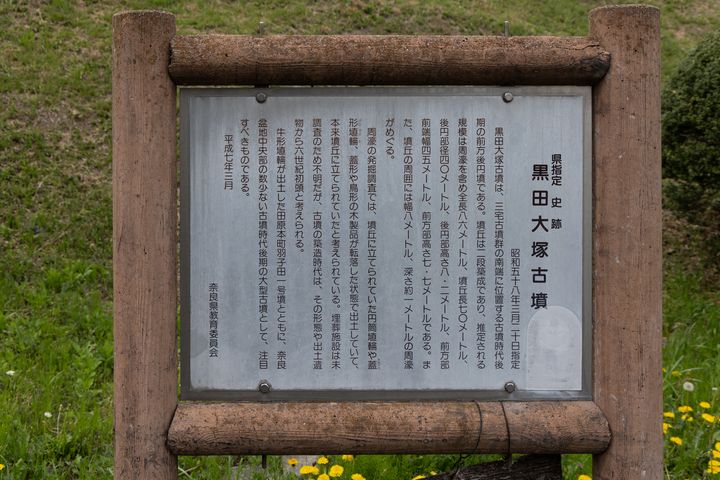 県指定 史跡
黒田大塚古墳
昭和五十八年三月二十日指定
黒田大塚古墳は、三宅古墳群の南端に位置する古墳時代後
期の前方後円墳である。墳丘は二段築成であり、推定される
規模は周濠を含め全長八六メートル、墳丘長七〇メートル、
後円部径四〇メートル、後円部高さ八・二メートル、前方部
前端幅四五メートル、前方部高さ七・七メートルである。ま
た、墳丘の周囲には幅八メートル、深さ約一メートルの周濠
がめぐる。
周濠の発掘調査では、墳丘に立てられていた円筒埴輪や蓋
形埴輪、蓋形や鳥形の木製品が転落した状態で出土していて、
本来墳丘に立てられていたと考えられている。埋葬施設は未
調査のため不明だが、古墳の築造時代は、その形態や出土遺
物から六世紀初頭と考えられる。
牛形埴輪が出土した田原本町羽子田一号墳とともに、奈良
盆地中央部の数少ない古墳時代後期の大型古墳として、注目
すべきものである。
平成七年三月
奈良県教育委員会